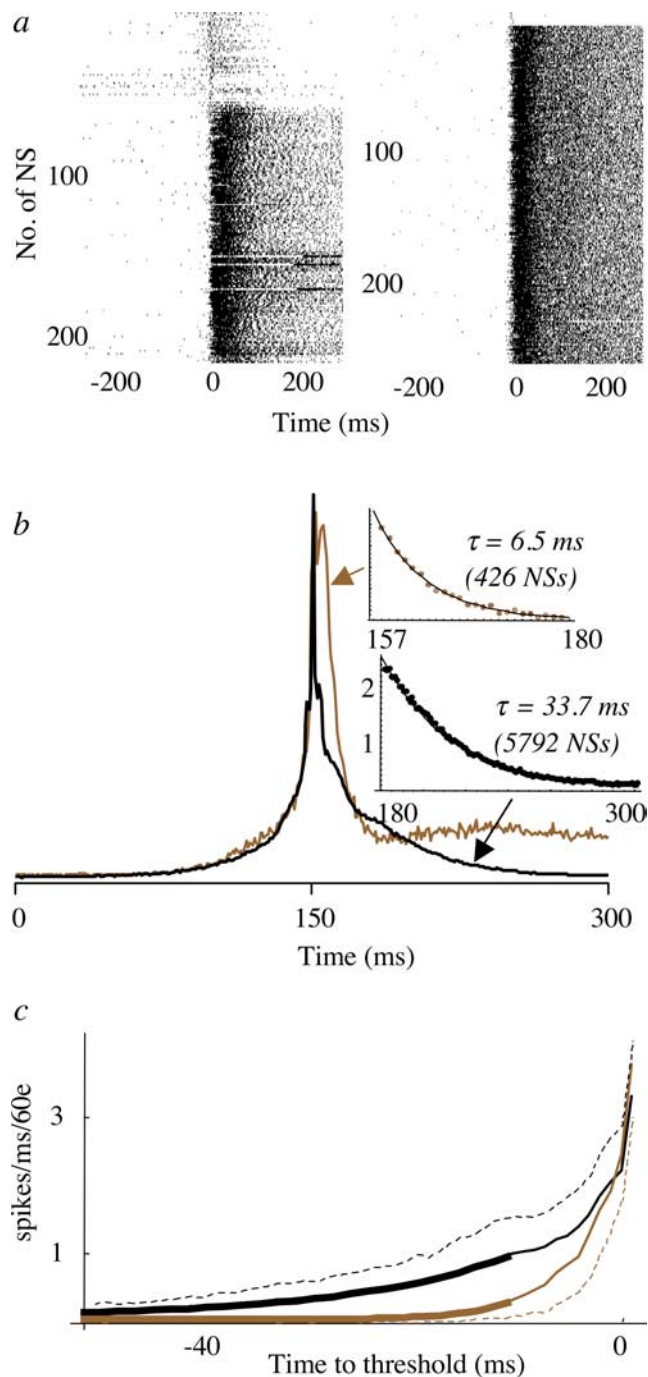 a
No. of NS
100
200
100
200
-200 0 200 -200 0 200
Time (ms)
b
τ = 6.5 ms
(426 NSs)
157 180
2
1
τ = 33.7 ms
(5792 NSs)
180 300
0 150 300
Time (ms)
c
spikes/ms/60e
3
1
-40 0
Time to threshold (ms)